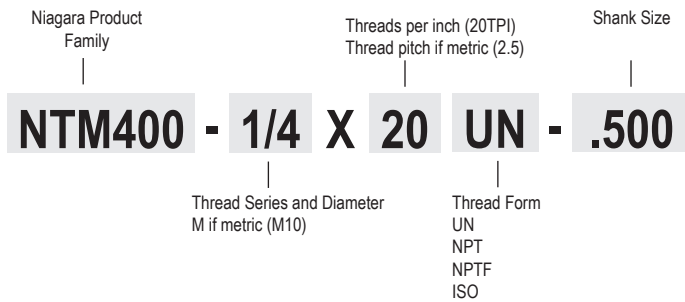 Niagara Product
Family
Threads per inch (20TPI)
Thread pitch if metric (2.5)
Shank Size
NTM400 - 1/4 X 20 UN - .500
Thread Series and Diameter
M if metric (M10)
Thread Form
UN
NPT
NPTF
ISO